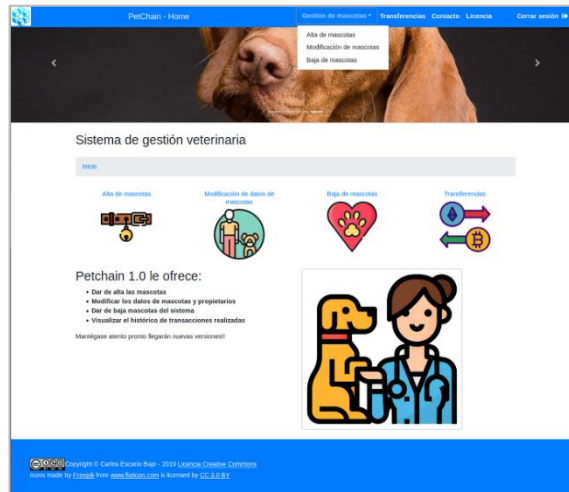 PetChain - Home
Gestión de mascotas
Transferencias
Contacto
Licencia
Cerrar sesión
Alta de mascotas
Modificación de mascotas
Baja de mascotas
Sistema de gestión veterinaria
Inicio
Alta de mascotas
Modificación de datos de
mascotas
Baja de mascotas
Transferencias
Petchain 1.0 le ofrece:
Dar de alta las mascotas
Modificar los datos de mascotas y propietarios
Dar de baja mascotas del sistema
Visualizar el histórico de transacciones realizadas
Mantégase atento pronto llegarán nuevas versiones!!
Copyright © Carlos Escario Bajo - 2019 Licencia Creative Commons
Icons made by Freepik from www.flaticon.com is licensed by CC 3.0 BY